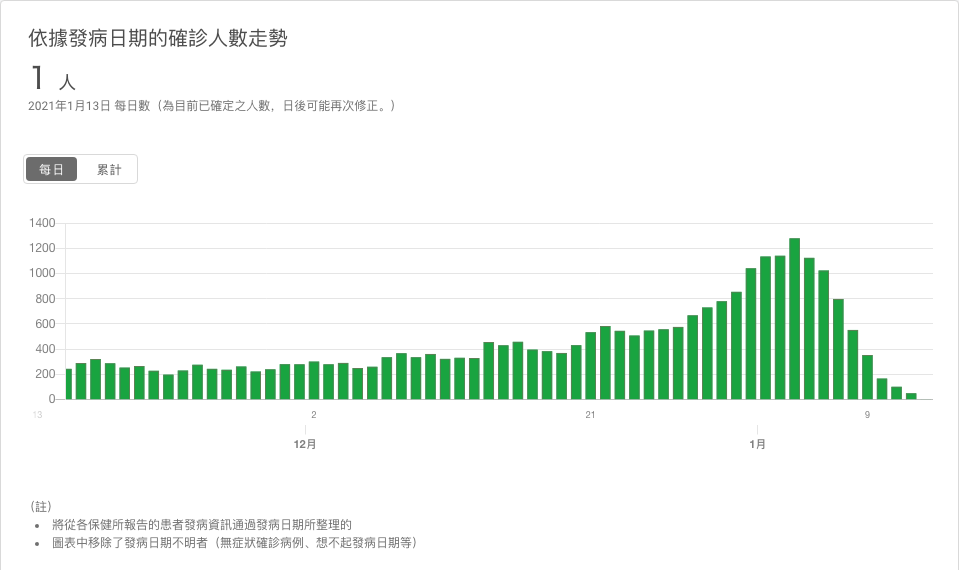 依據發病日期的確診人數走勢
1 人
2021年1月13日 每日數（為目前已確定之人數，日後可能再次修正。）
每日 累計
1400
1200
1000
800
600
400
200
0
13 2 21 9
12月 1月
（註）
• 將從各保健所報告的患者發病資訊通過發病日期所整理的
• 圖表中移除了發病日期不明者（無症狀確診病例、想不起發病日期等）